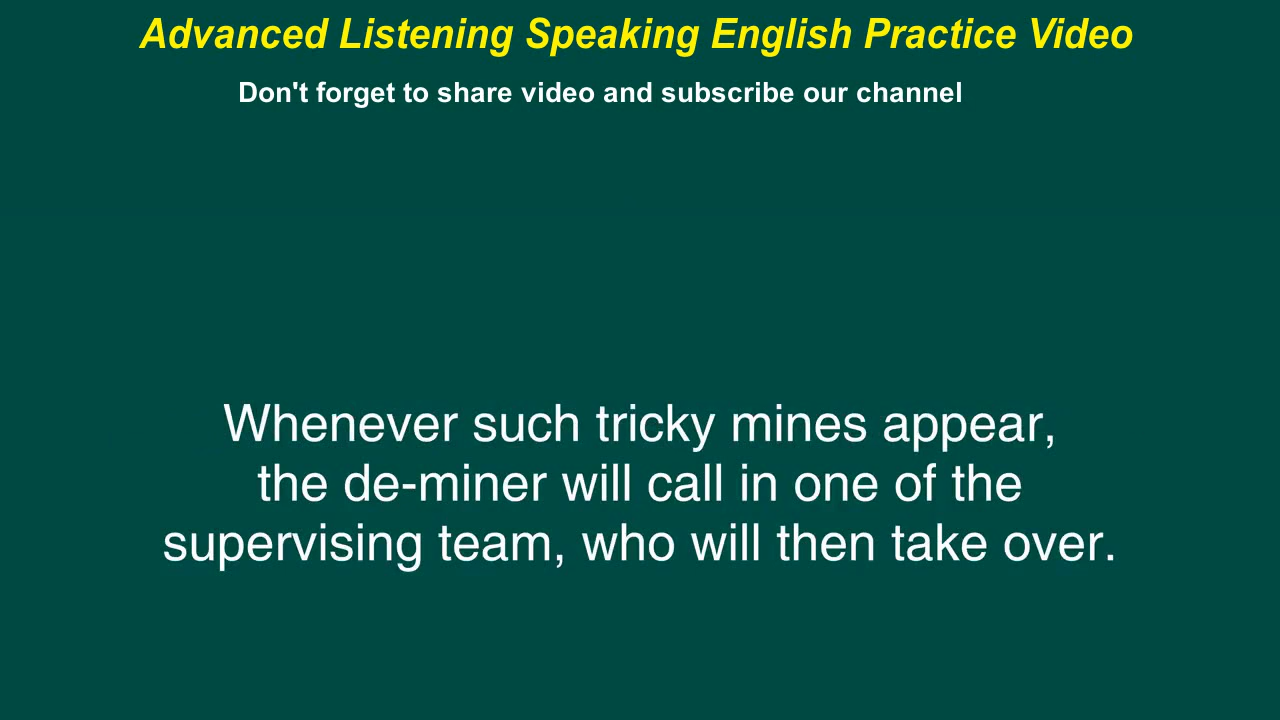 Advanced Listening Speaking English Practice Video
Don't forget to share video and subscribe our channel
Whenever such tricky mines appear,
the de-miner will call in one of the
supervising team, who will then take over.